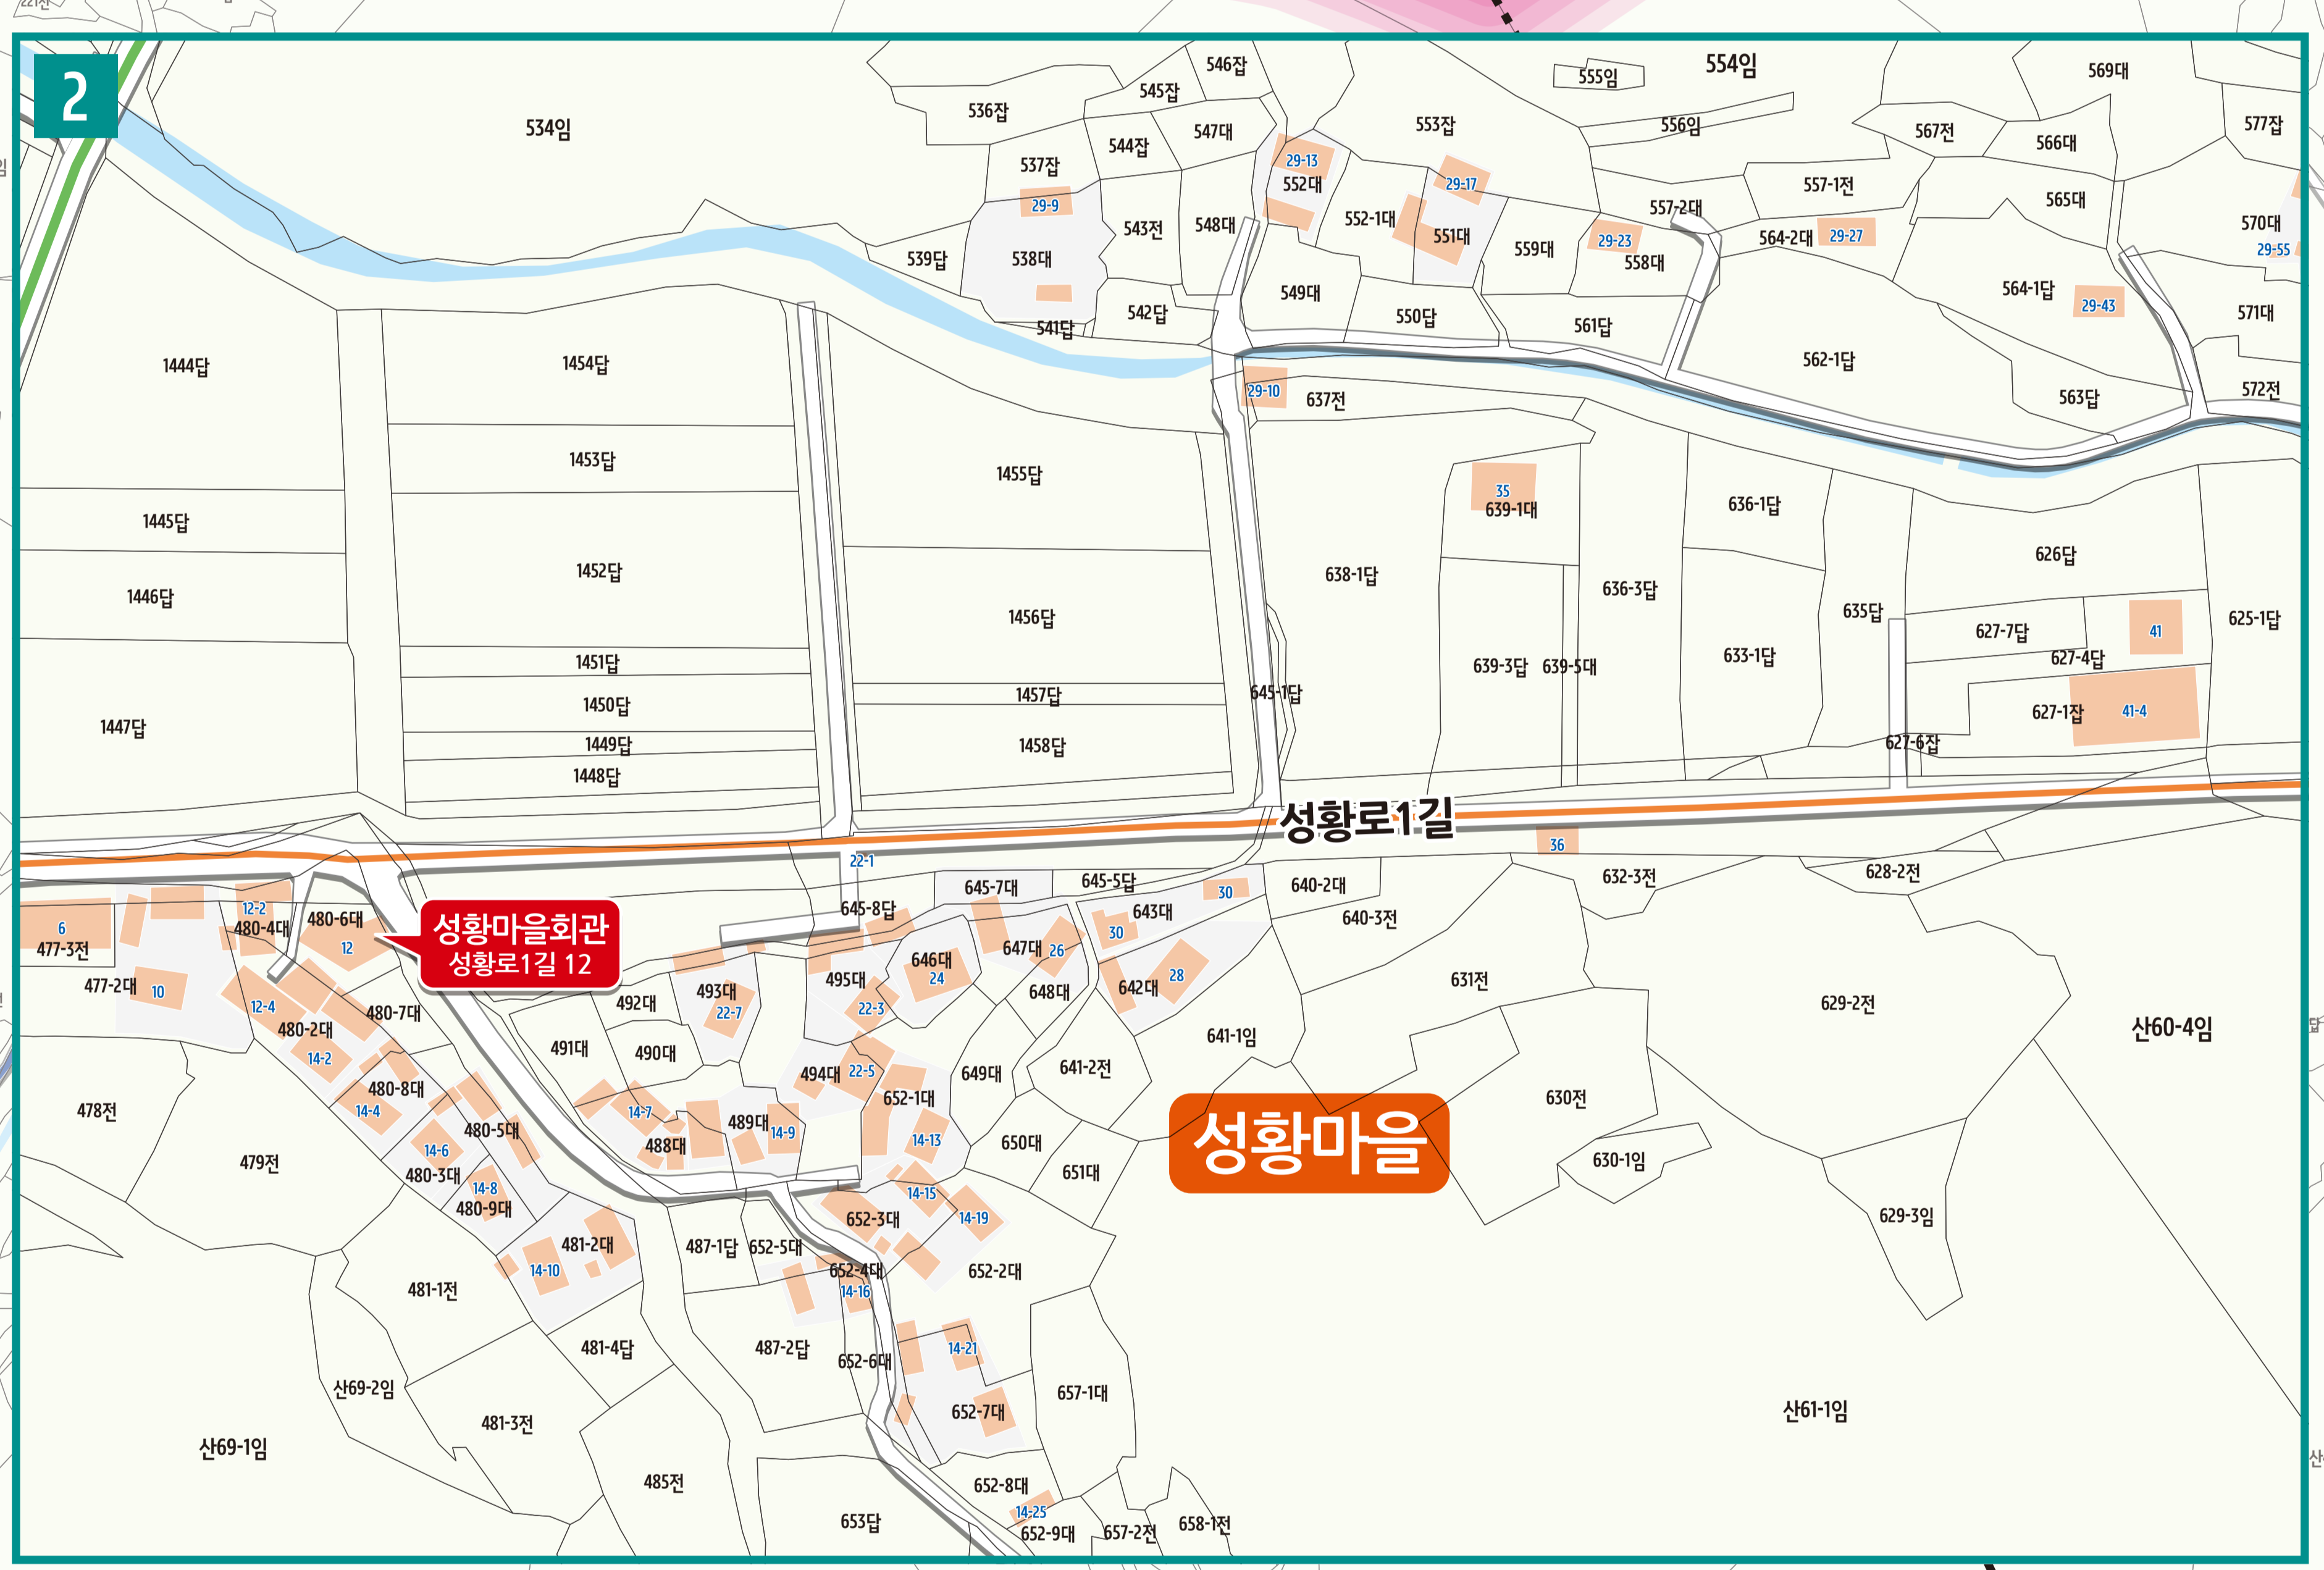 2
546잡
554임
569대
555임
545잡
536잡
534임
547대
553잡
556임
567전
577잡
544잡
566대
537잡
29-13
552대
29-17
557-1전
29-9
565대
557-2대
552-1대
548대
543전
551대
570대
564-2대
29-27
29-23
559대
29-55
539답
538대
558대
564-1답
549대
29-43
542답
550답
561답
571대
541답
1444답
1454답
562-1답
29-10
637전
563답
572전
1453답
1455답
35
639-1대
636-1답
1445답
626답
1452답
638-1답
636-3답
1446답
635답
1456답
627-7답
41
625-1답
627-4답
1451답
639-3답
639-5대
633-1답
1457답
645-1답
1450답
627-1잡
41-4
1447답
1449답
1458답
627-6잡
1448답
성황로1길
36
22-1
645-7대
645-5답
640-2대
632-3전
628-2전
30
12-2
480-4대
480-6대
645-8답
643대
640-3전
6
477-3전
12
성황마을회관
성황로1길 12
30
647대
26
646대
24
477-2대
10
495대
631전
642대
28
493대
648대
492대
629-2전
12-4
480-7대
22-7
22-3
480-2대
산60-4임
641-1임
491대
490대
14-2
641-2전
494대
22-5
649대
480-8대
630전
652-1대
478전
14-4
14-7
성황마을
489대
14-9
480-5대
14-13
488대
650대
14-6
479전
630-1임
651대
480-3대
14-8
14-15
480-9대
652-3대
14-19
629-3임
481-2대
487-1답
652-5대
14-10
652-4대
652-2대
481-1전
14-16
481-4답
487-2답
14-21
652-6대
산69-2임
657-1대
652-7대
산61-1임
481-3전
산69-1임
485전
652-8대
14-25
653답
652-9대
657-2전
658-1전